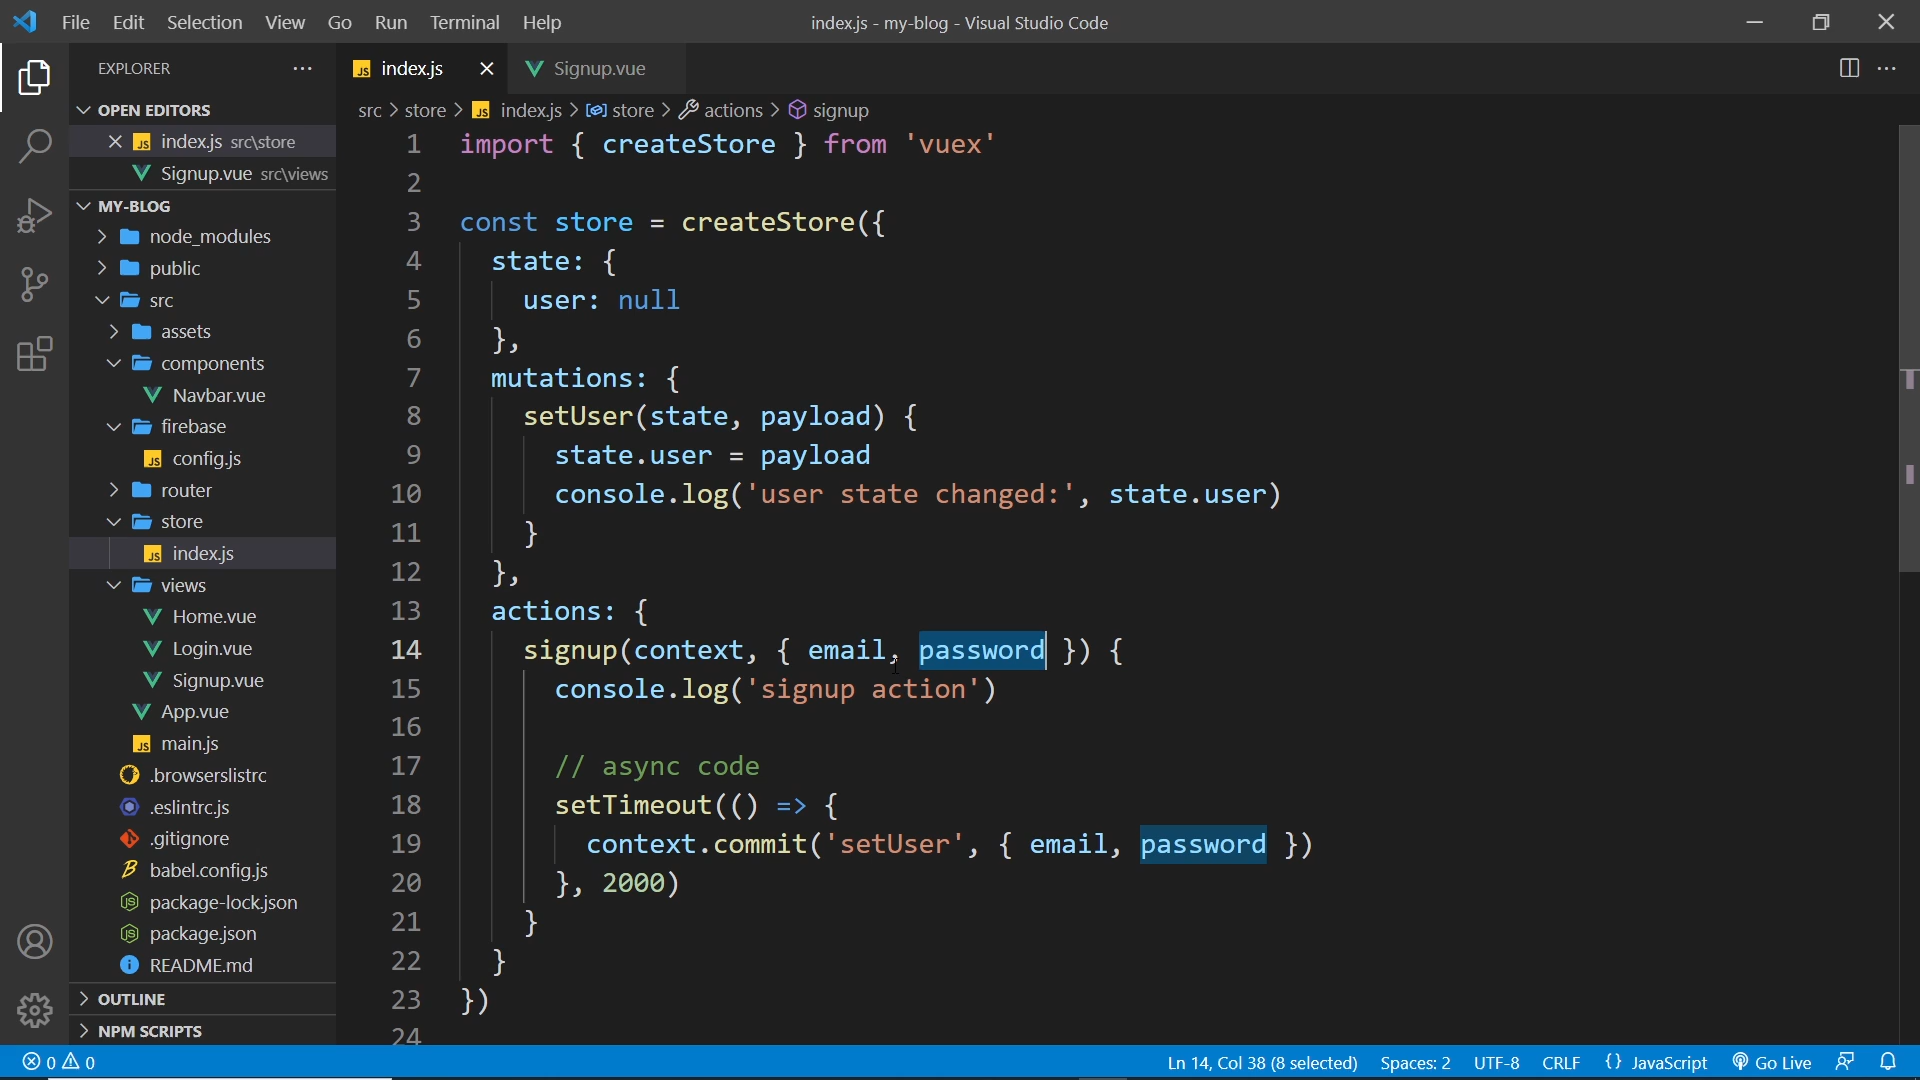 File Edit Selection View Go Run Terminal Help
index.js - my-blog - Visual Studio Code
EXPLORER
OPEN EDITORS
JS index.js src\store
Signup.vue src\views
MY-BLOG
node_modules
public
src
assets
components
Navbar.vue
firebase
JS config.js
router
store
JS index.js
views
Home.vue
Login.vue
Signup.vue
App.vue
JS main.js
.browserslistrc
.eslintrc.js
.gitignore
babel.config.js
package-lock.json
package.json
README.md
OUTLINE
NPM SCRIPTS
JS index.js
Signup.vue
src > store > JS index.js > store > actions > signup
1 import { createStore } from 'vuex'
2
3 const store = createStore({
4 state: {
5 user: null
6 },
7 mutations: {
8 setUser(state, payload) {
9 state.user = payload
10 console.log('user state changed:', state.user)
11 }
12 },
13 actions: {
14 signup(context, { email, password }) {
15 console.log('signup action')
16
17 // async code
18 setTimeout(() => {
19 context.commit('setUser', { email, password })
20 }, 2000)
21 }
22 }
23 })
24
0 0
Ln 14, Col 38 (8 selected) Spaces: 2 UTF-8 CRLF {} JavaScript Go Live